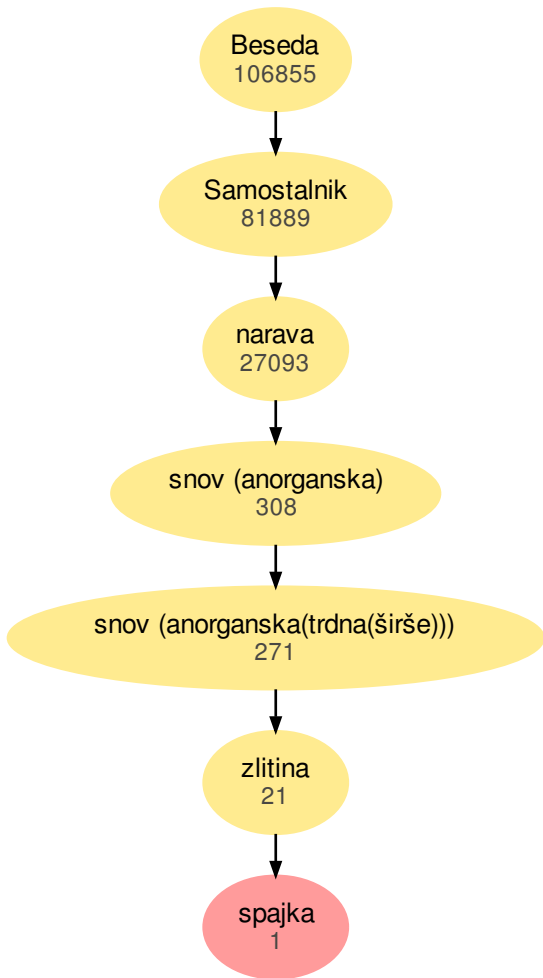 Beseda
106855
Samostalnik
81889
narava
27093
snov (anorganska)
308
snov (anorganska(trdna(širše)))
271
zlitina
21
spajka
1